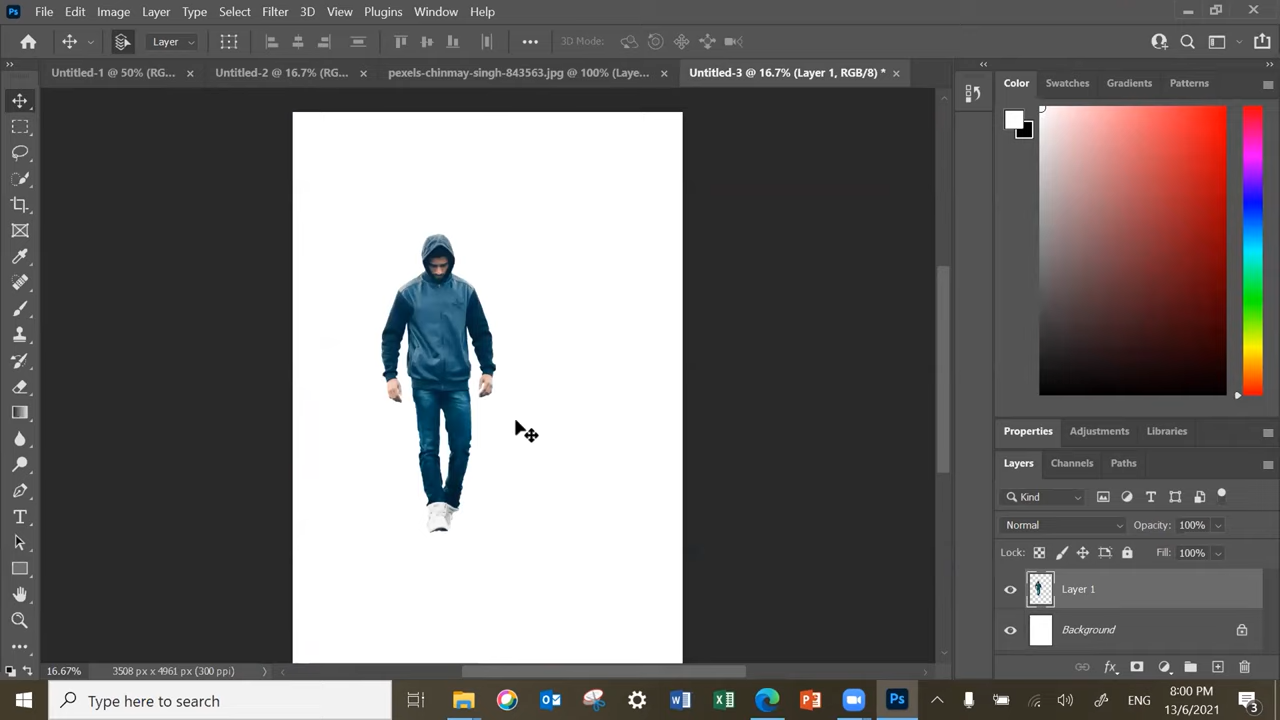 Ps File Edit Image Layer Type Select Filter 3D View Plugins Window Help
Layer 3D Mode:
Untitled-1 @ 50% (RG... × Untitled-2 @ 16.7% (RG... × pexels-chinmay-singh-843563.jpg @ 100% (Laye... × Untitled-3 @ 16.7% (Layer 1, RGB/8) * ×
Color Swatches Gradients Patterns
Properties Adjustments Libraries
Layers Channels Paths
Kind
Normal Opacity: 100%
Lock: Fill: 100%
Layer 1
Background
16.67% 3508 px x 4961 px (300 ppi)
Type here to search
Ps
ENG
8:00 PM
13/6/2021
3